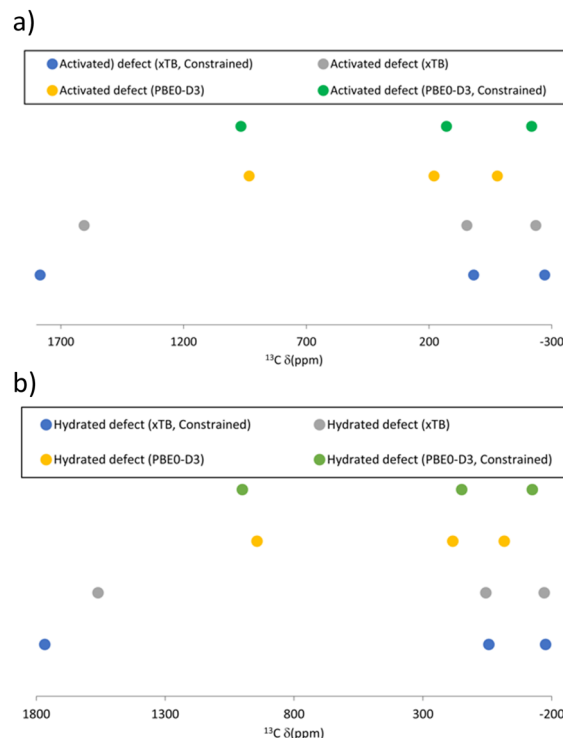 a)
Activated) defect (xTB, Constrained) Activated defect (xTB)
Activated defect (PBE0-D3) Activated defect (PBE0-D3, Constrained)
1700 1200 700 200 -300
¹³C δ(ppm)
b)
Hydrated defect (xTB, Constrained) Hydrated defect (xTB)
Hydrated defect (PBE0-D3) Hydrated defect (PBE0-D3, Constrained)
1800 1300 800 300 -200
¹³C δ(ppm)